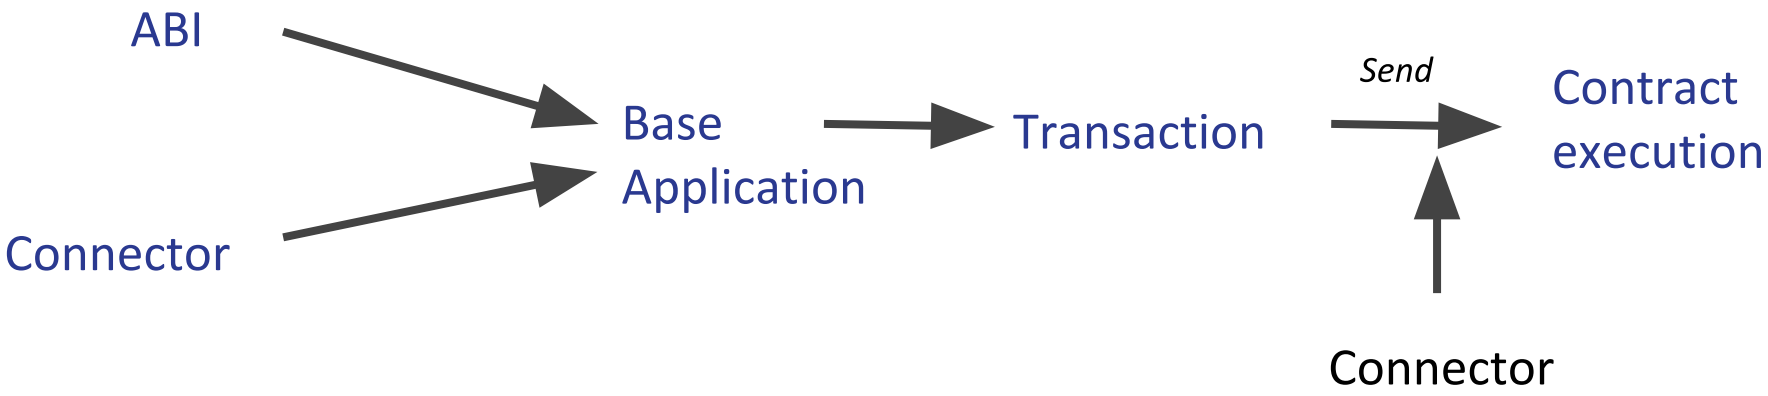 ABI
Connector
Base
Application
Transaction
Send
Contract
execution
Connector